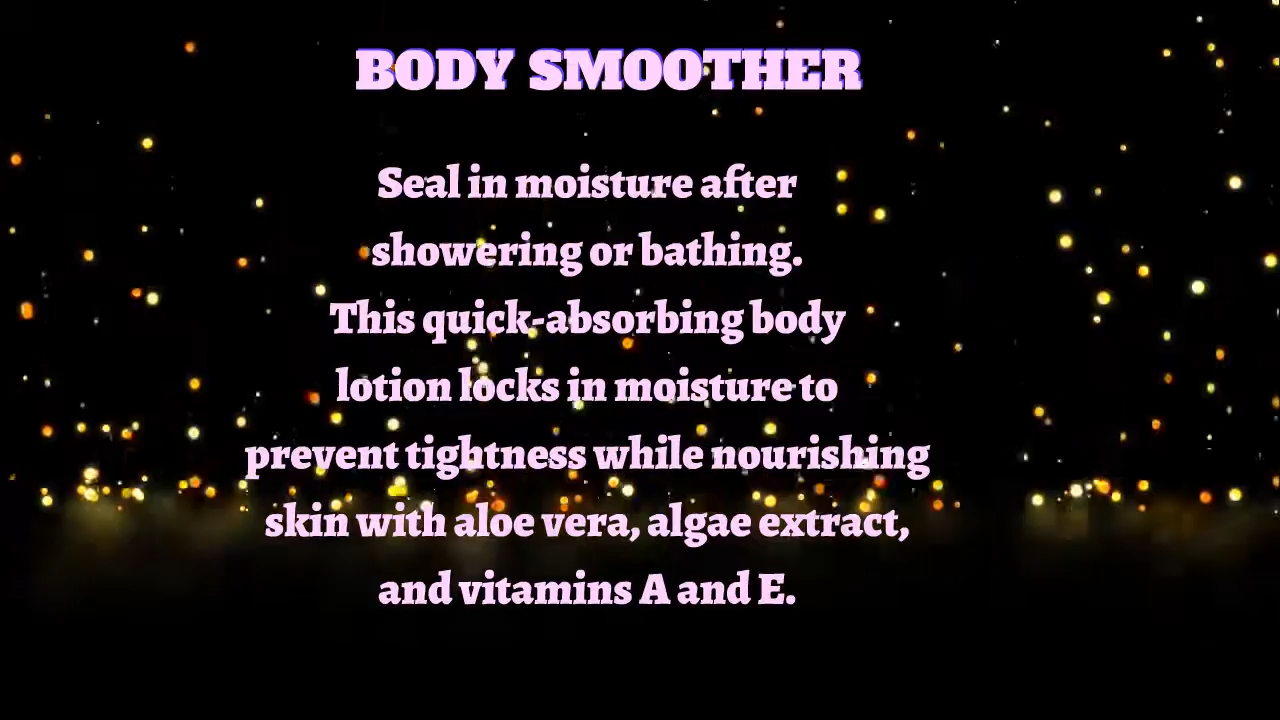 BODY SMOOTHER
Seal in moisture after
showering or bathing.
This quick-absorbing body
lotion locks in moisture to
prevent tightness while nourishing
skin with aloe vera, algae extract,
and vitamins A and E.